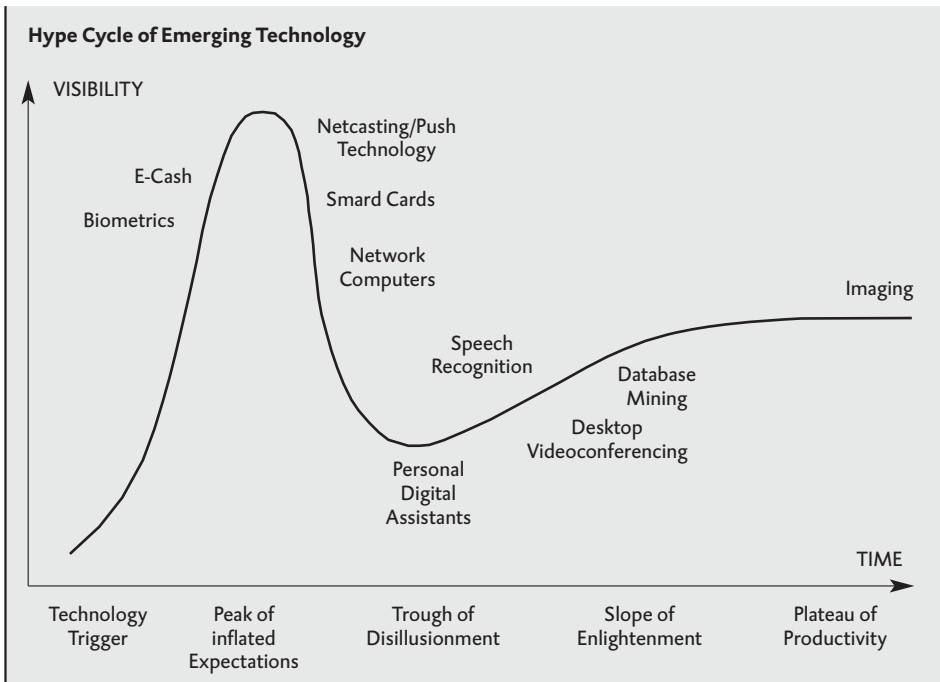 Hype Cycle of Emerging Technology
VISIBILITY
Netcasting/Push
Technology
E-Cash
Smard Cards
Biometrics
Network
Computers
Imaging
Speech
Recognition
Database
Mining
Desktop
Videoconferencing
Personal
Digital
Assistants
TIME
Technology
Trigger
Peak of
inflated
Expectations
Trough of
Disillusionment
Slope of
Enlightenment
Plateau of
Productivity